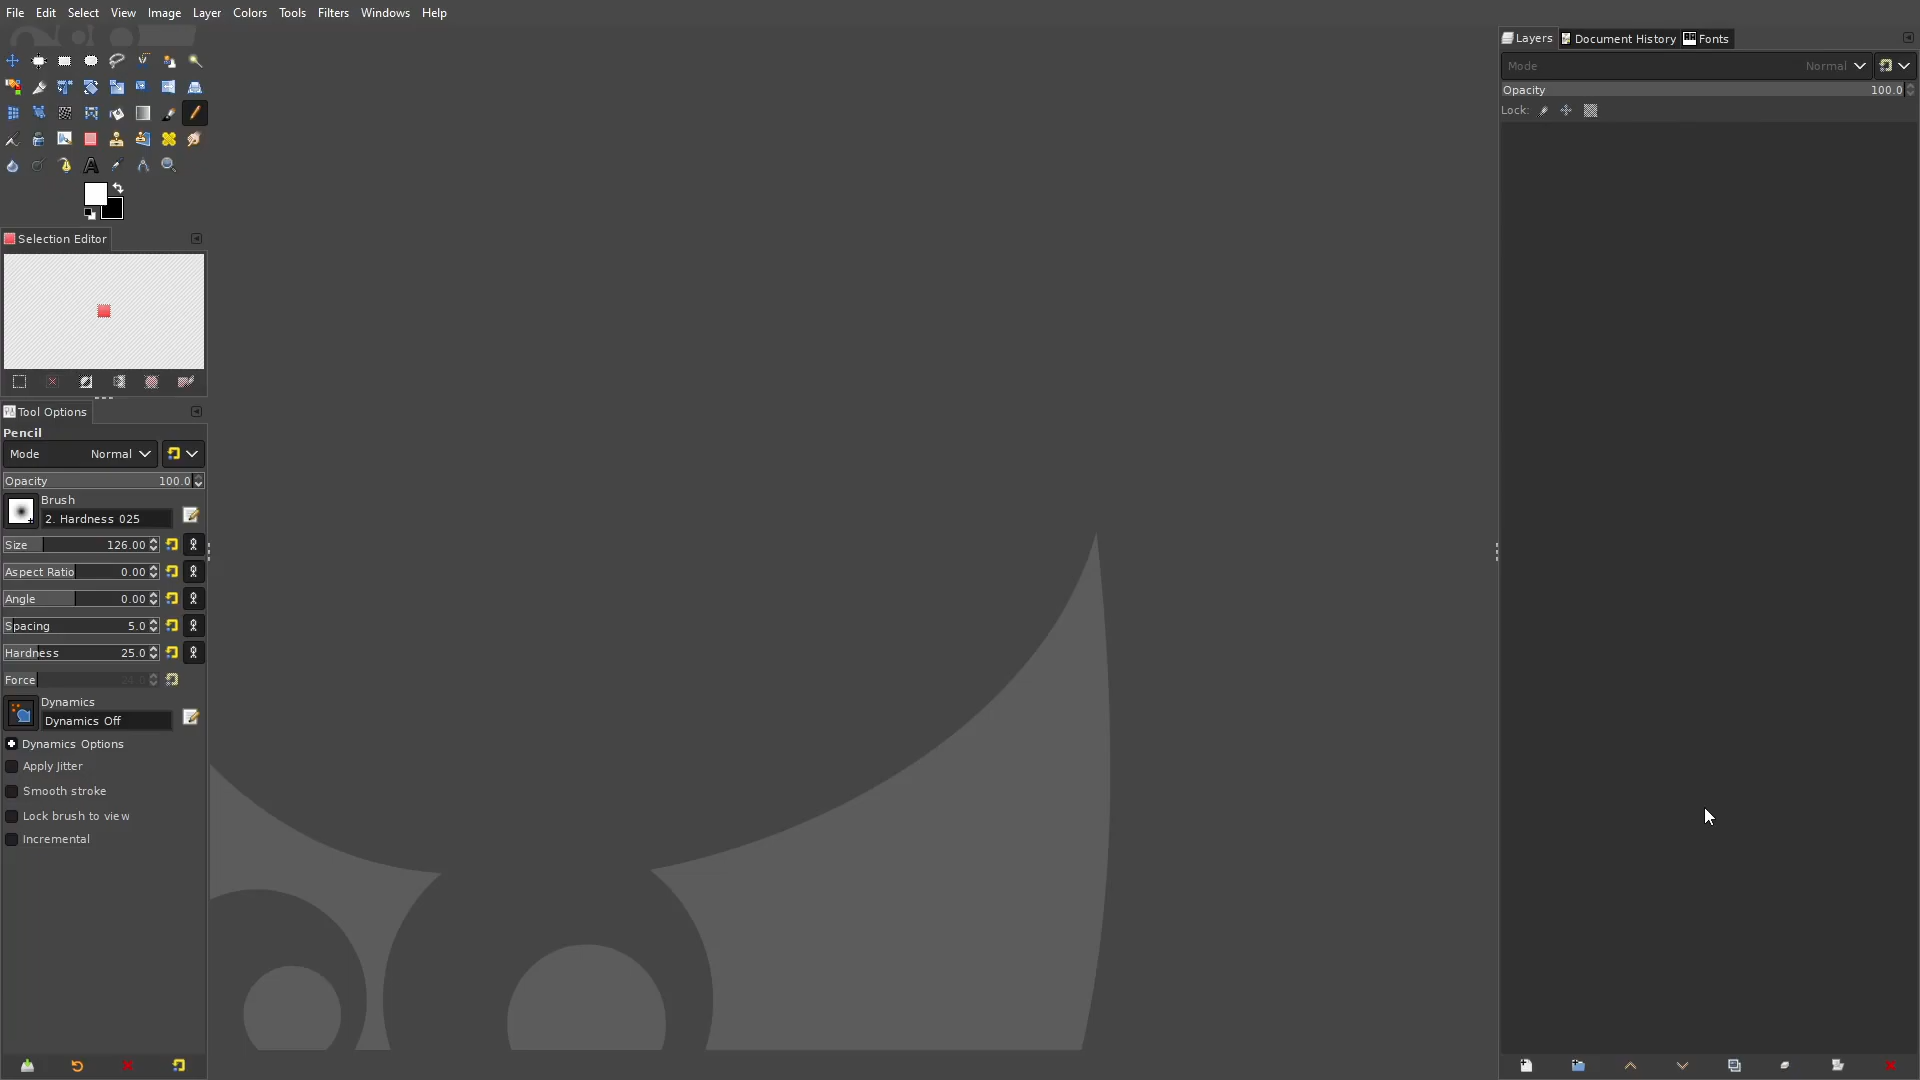 File Edit Select View Image Layer Colors Tools Filters Windows Help
Layers Document History Fonts
Mode Normal
Opacity 100.0
Lock:
Selection Editor
Tool Options
Pencil
Mode Normal
Opacity 100.0
Brush
2. Hardness 025
Size 126.00
Aspect Ratio 0.00
Angle 0.00
Spacing 5.0
Hardness 25.0
Force
Dynamics
Dynamics Off
Dynamics Options
Apply Jitter
Smooth stroke
Lock brush to view
Incremental